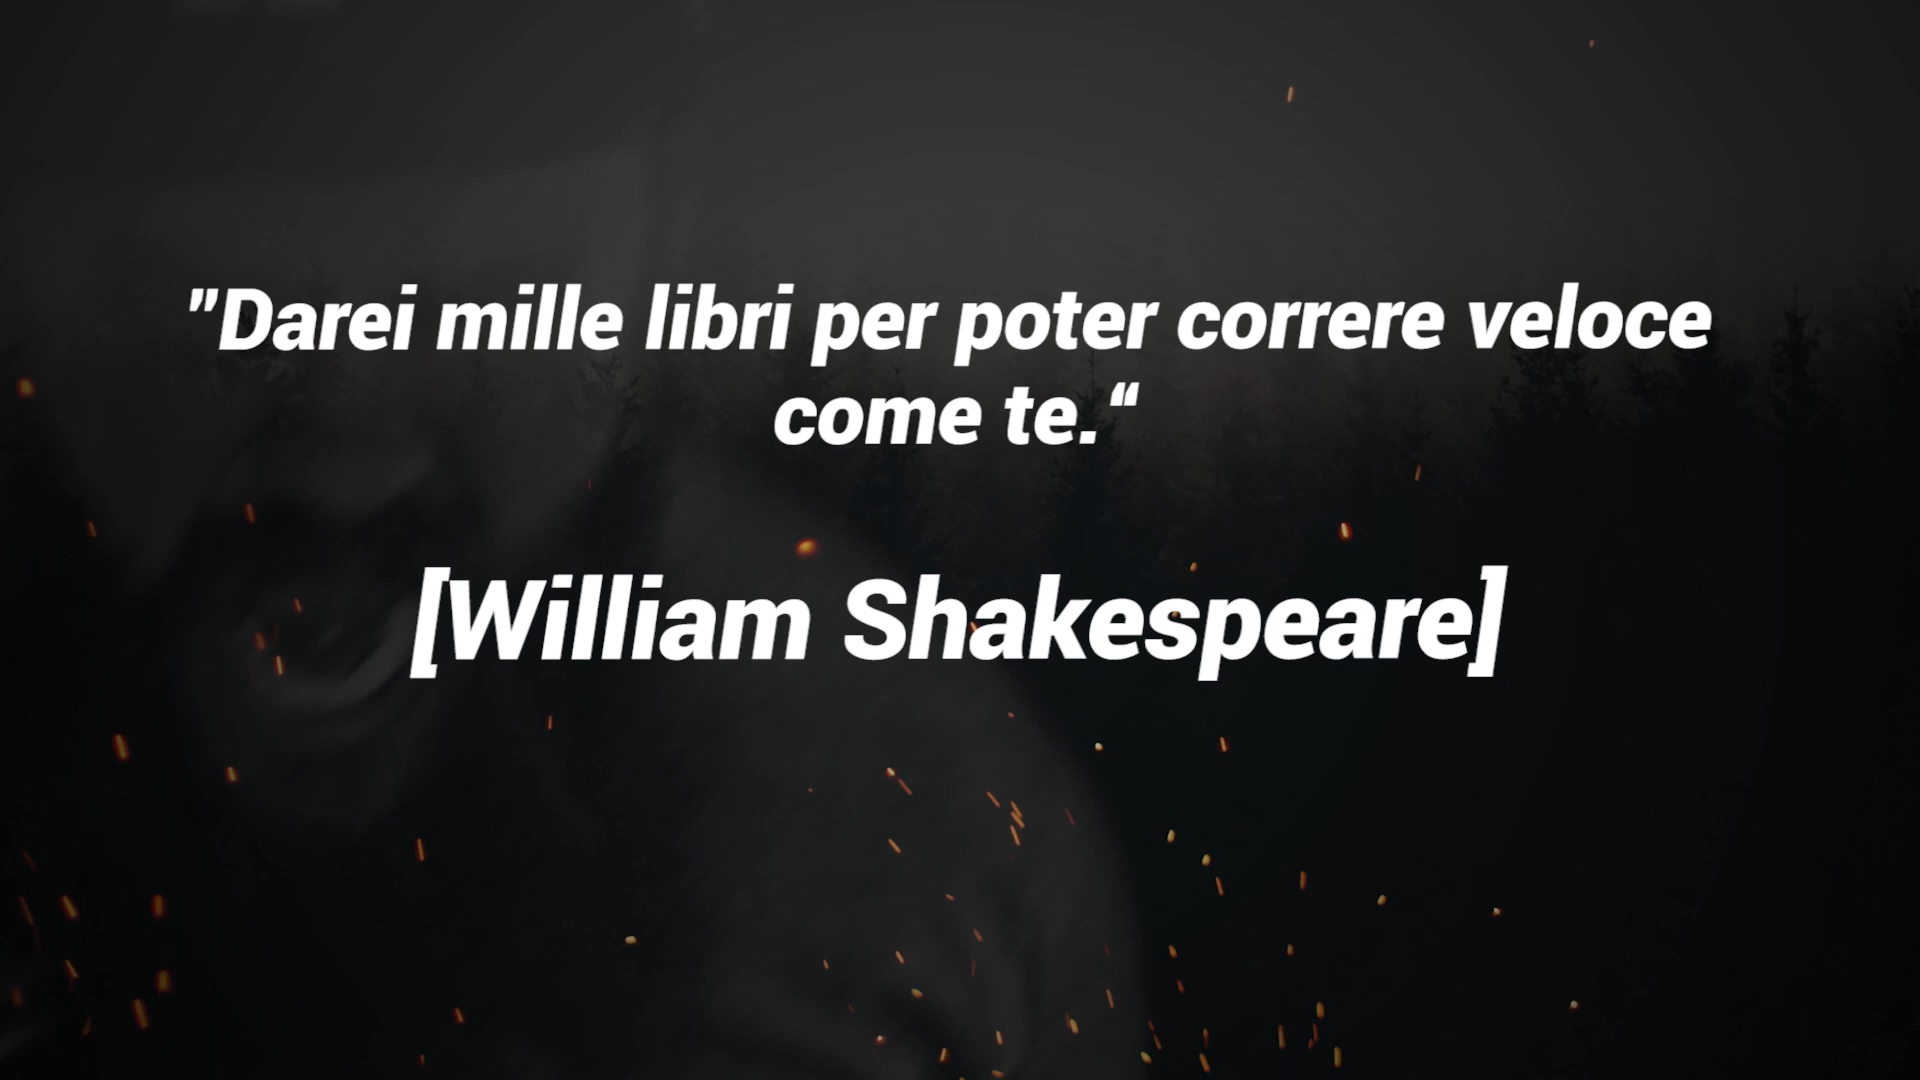 "Darei mille libri per poter correre veloce
come te.“
[William Shakespeare]